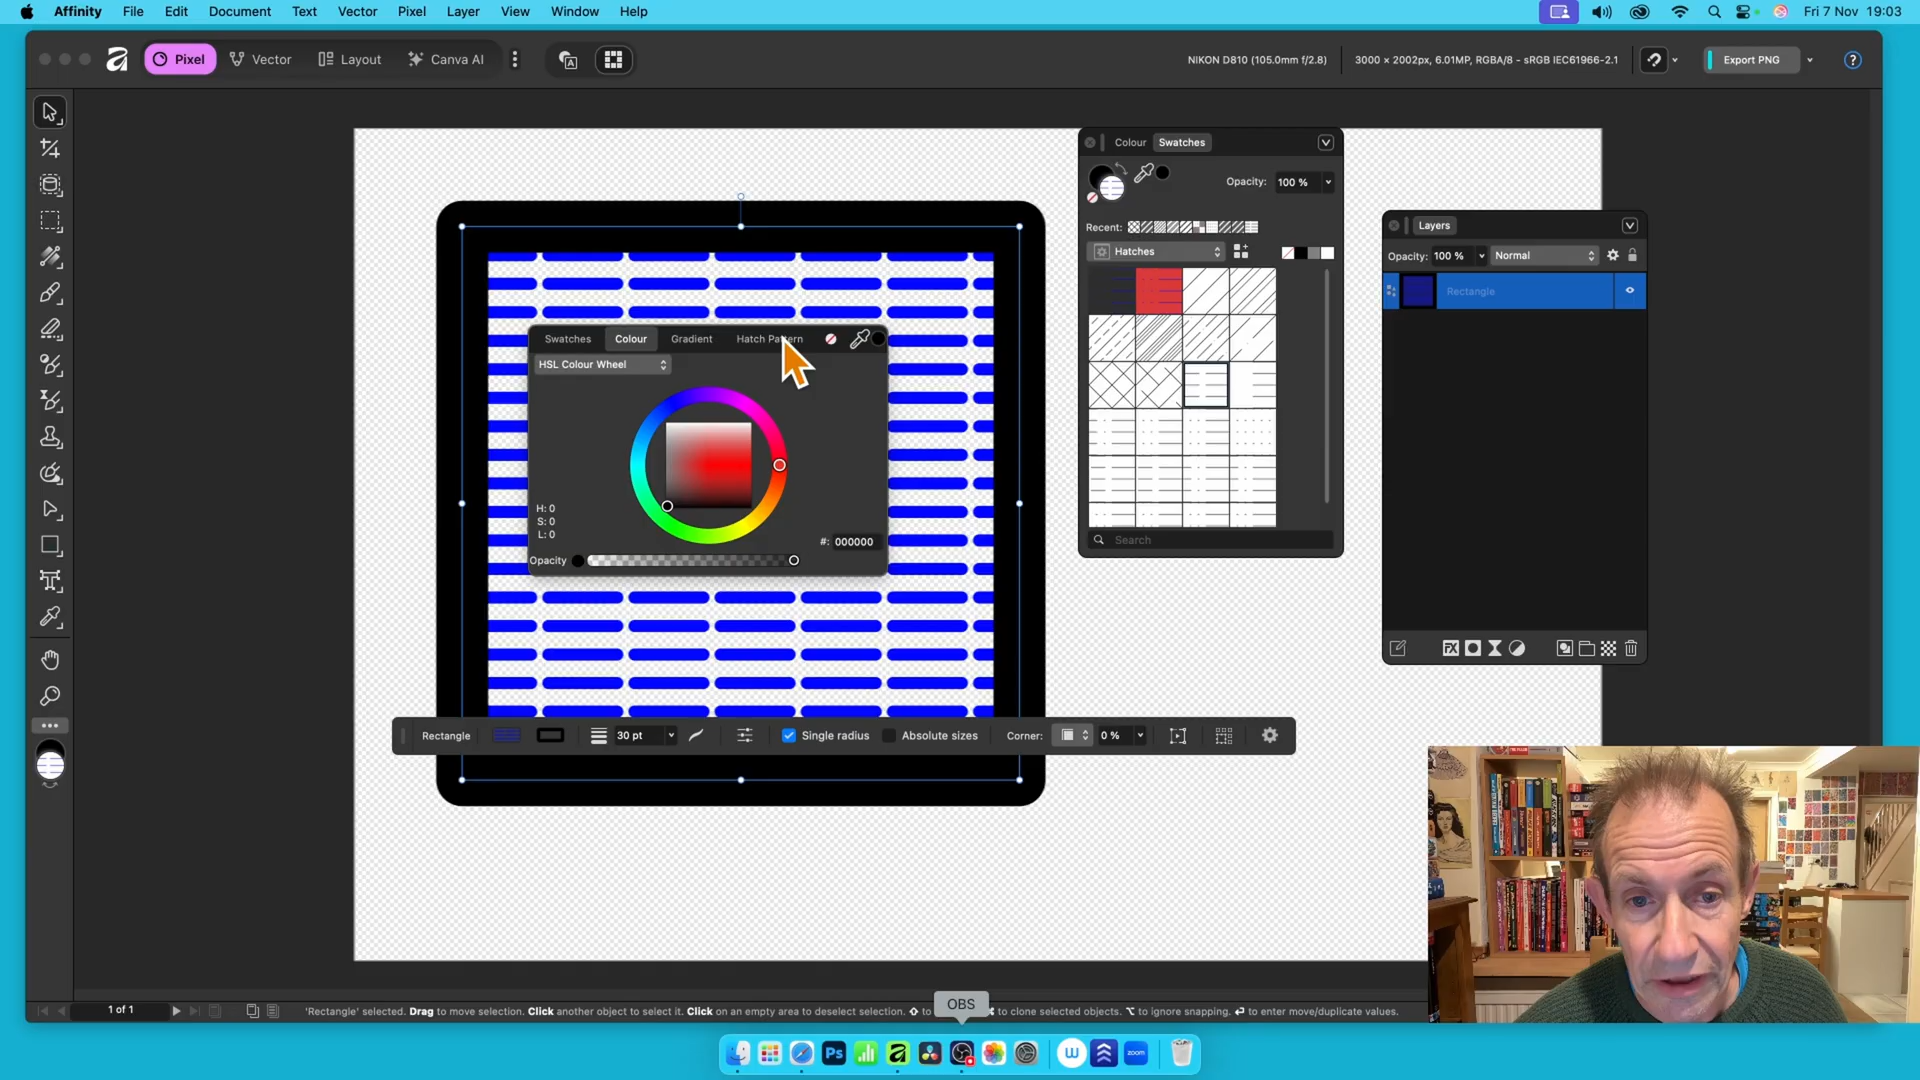 Affinity File Edit Document Text Vector Pixel Layer View Window Help
Fri 7 Nov 19:03
Pixel Vector Layout Canva AI
NIKON D810 (105.0mm f/2.8) 3000 × 2002px, 6.01MP, RGBA/8 - sRGB IEC61966-2.1
Export PNG
Colour Swatches
Opacity: 100 %
Recent:
Hatches
Search
Layers
Opacity: 100 % Normal
Rectangle
Swatches Colour Gradient Hatch Pattern
HSL Colour Wheel
H: 0
S: 0
L: 0
#: 000000
Opacity
Rectangle 30 pt Single radius Absolute sizes Corner: 0 %
1 of 1
'Rectangle' selected. Drag to move selection. Click another object to select it. Click on an empty area to deselect selection. ⇧ to
⌘ to clone selected objects. ⌥ to ignore snapping. ⏎ to enter move/duplicate values.
OBS
Ps
zoom